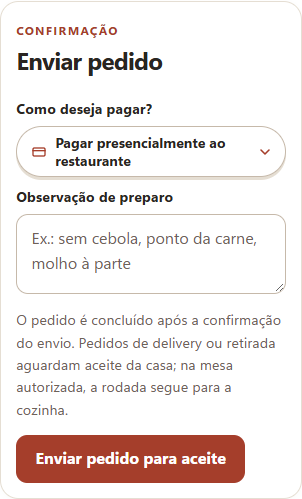 CONFIRMAÇÃO
Enviar pedido
Como deseja pagar?
Pagar presencialmente ao
restaurante
Observação de preparo
Ex.: sem cebola, ponto da carne,
molho à parte
O pedido é concluído após a confirmação
do envio. Pedidos de delivery ou retirada
aguardam aceite da casa; na mesa
autorizada, a rodada segue para a
cozinha.
Enviar pedido para aceite